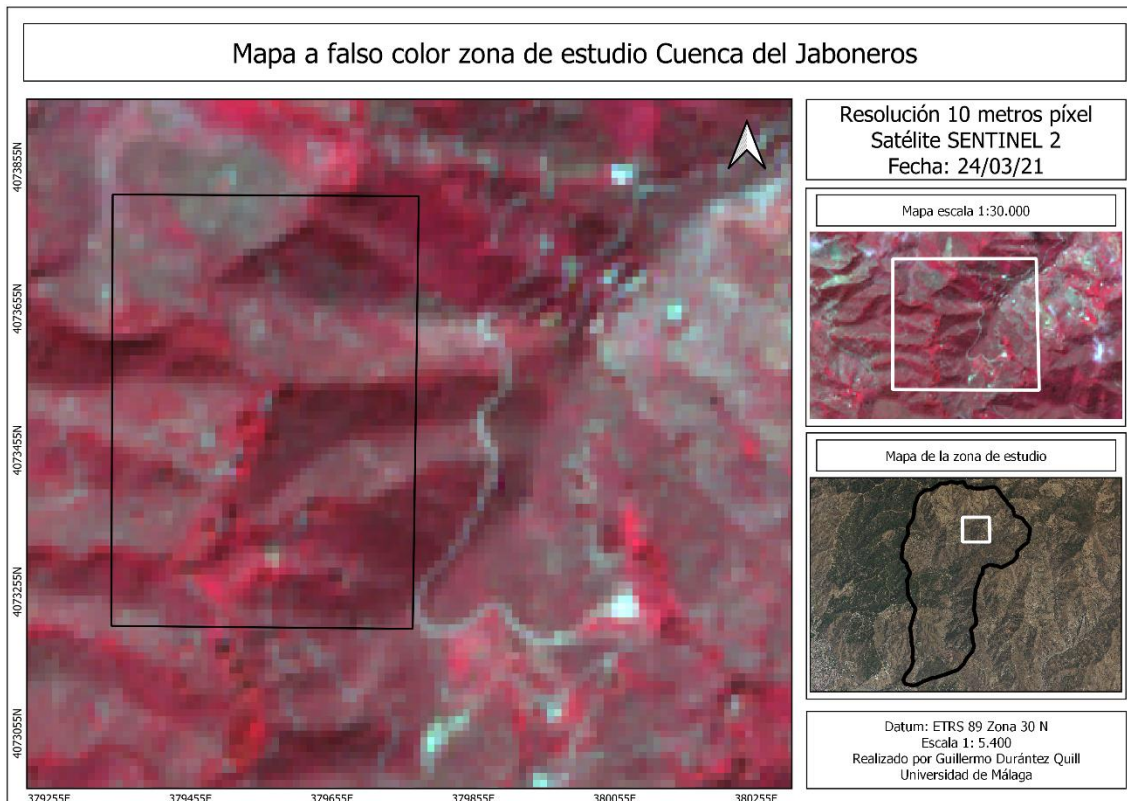 Mapa a falso color zona de estudio Cuenca del Jaboneros
Resolución 10 metros píxel
Satélite SENTINEL 2
Fecha: 24/03/21
Mapa escala 1:30.000
Mapa de la zona de estudio
Datum: ETRS 89 Zona 30 N
Escala 1: 5.400
Realizado por Guillermo Durántez Quill
Universidad de Málaga
4073855N
4073655N
4073455N
4073255N
4073055N
379255E
379455E
379655E
379855E
380055E
380255E